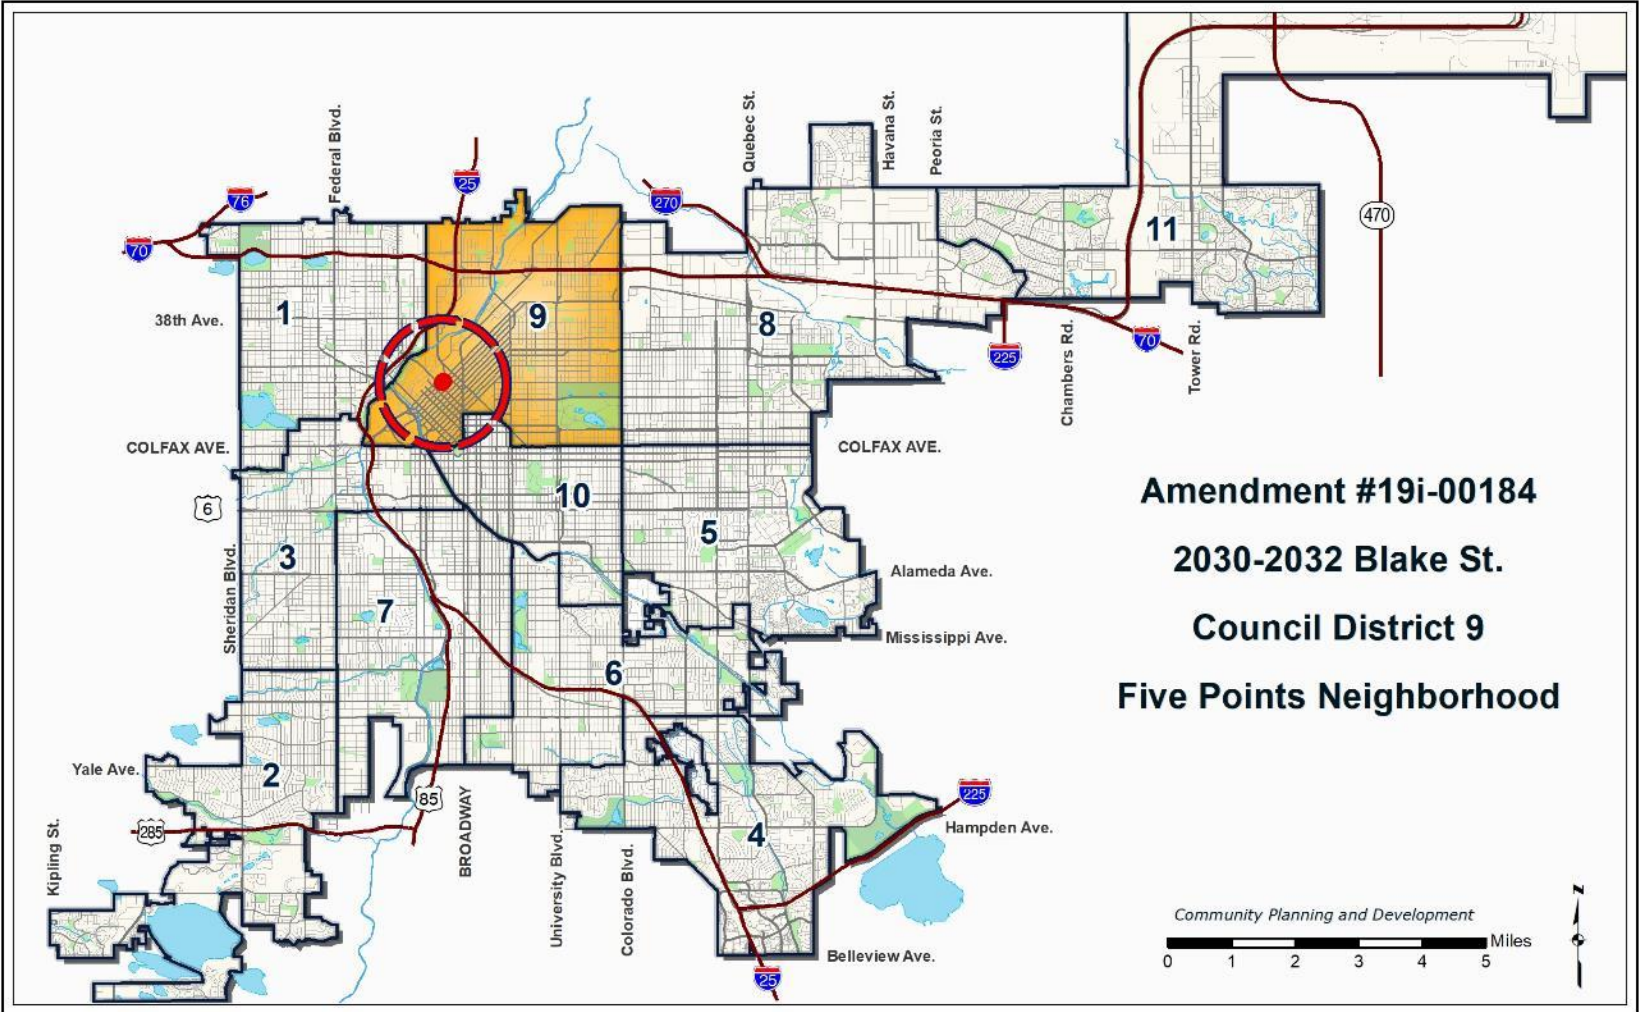 Federal Blvd.
Quebec St.
Havana St.
Peoria St.
76
25
270
470
70
11
1
9
8
38th Ave.
225
70
Chambers Rd.
Tower Rd.
COLFAX AVE.
COLFAX AVE.
6
10
5
3
Sheridan Blvd.
7
Alameda Ave.
Mississippi Ave.
6
Yale Ave.
2
85
285
BROADWAY
Kipling St.
University Blvd.
Colorado Blvd.
4
225
Hampden Ave.
Belleview Ave.
25
Amendment #19i-00184
2030-2032 Blake St.
Council District 9
Five Points Neighborhood
Community Planning and Development
Miles
0 1 2 3 4 5
N